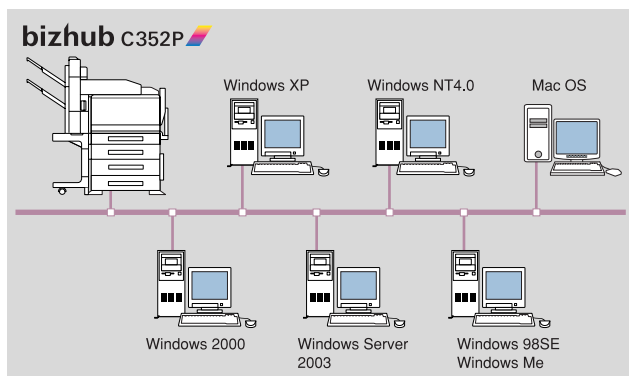 bizhub C352P
Windows XP
Windows NT4.0
Mac OS
Windows 2000
Windows Server
2003
Windows 98SE
Windows Me